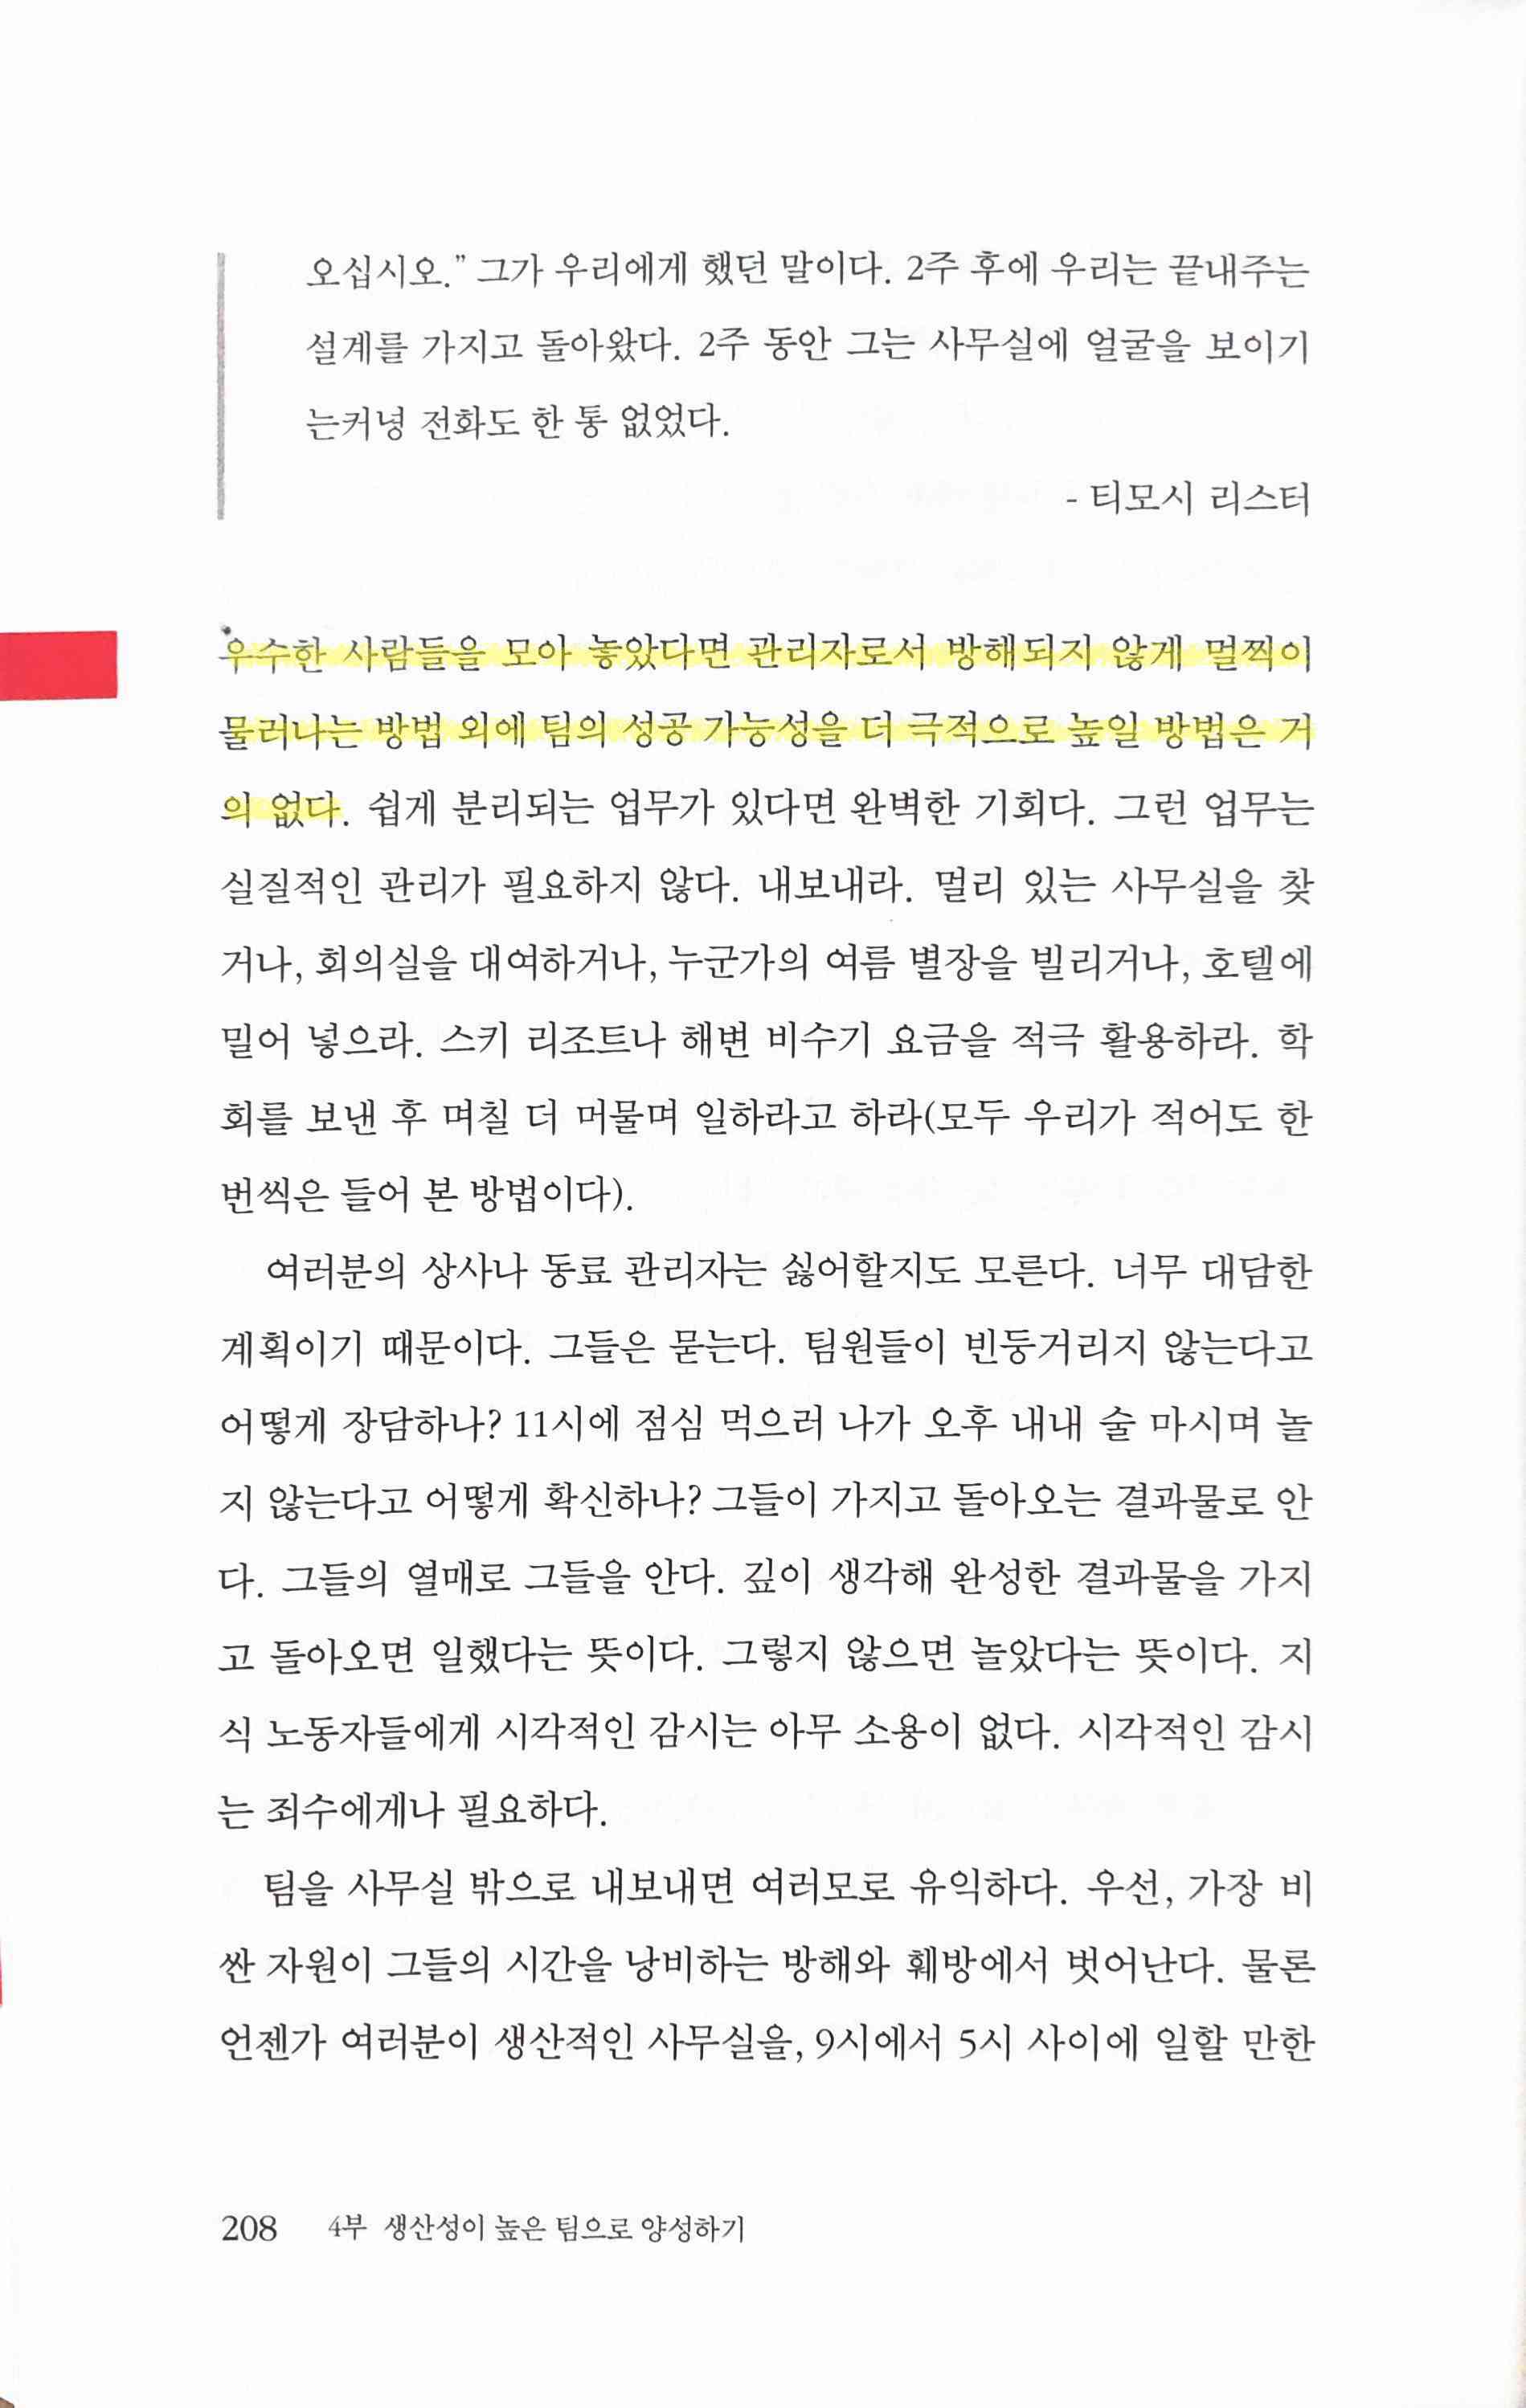 오십시오.” 그가 우리에게 했던 말이다. 2주 후에 우리는 끝내주는
설계를 가지고 돌아왔다. 2주 동안 그는 사무실에 얼굴을 보이기
는커녕 전화도 한 통 없었다.
- 티모시 리스터
우수한 사람들을 모아 놓았다면 관리자로서 방해되지 않게 멀찍이
물러나는 방법 외에 팀의 성공 가능성을 더 극적으로 높일 방법은 거
의 없다. 쉽게 분리되는 업무가 있다면 완벽한 기회다. 그런 업무는
실질적인 관리가 필요하지 않다. 내보내라. 멀리 있는 사무실을 찾
거나, 회의실을 대여하거나, 누군가의 여름 별장을 빌리거나, 호텔에
밀어 넣으라. 스키 리조트나 해변 비수기 요금을 적극 활용하라. 학
회를 보낸 후 며칠 더 머물며 일하라고 하라(모두 우리가 적어도 한
번씩은 들어 본 방법이다).
여러분의 상사나 동료 관리자는 싫어할지도 모른다. 너무 대담한
계획이기 때문이다. 그들은 묻는다. 팀원들이 빈둥거리지 않는다고
어떻게 장담하나? 11시에 점심 먹으러 나가 오후 내내 술 마시며 놀
지 않는다고 어떻게 확신하나? 그들이 가지고 돌아오는 결과물로 안
다. 그들의 열매로 그들을 안다. 깊이 생각해 완성한 결과물을 가지
고 돌아오면 일했다는 뜻이다. 그렇지 않으면 놀았다는 뜻이다. 지
식 노동자들에게 시각적인 감시는 아무 소용이 없다. 시각적인 감시
는 죄수에게나 필요하다.
팀을 사무실 밖으로 내보내면 여러모로 유익하다. 우선, 가장 비
싼 자원이 그들의 시간을 낭비하는 방해와 훼방에서 벗어난다. 물론
언젠가 여러분이 생산적인 사무실을, 9시에서 5시 사이에 일할 만한
208 4부 생산성이 높은 팀으로 양성하기